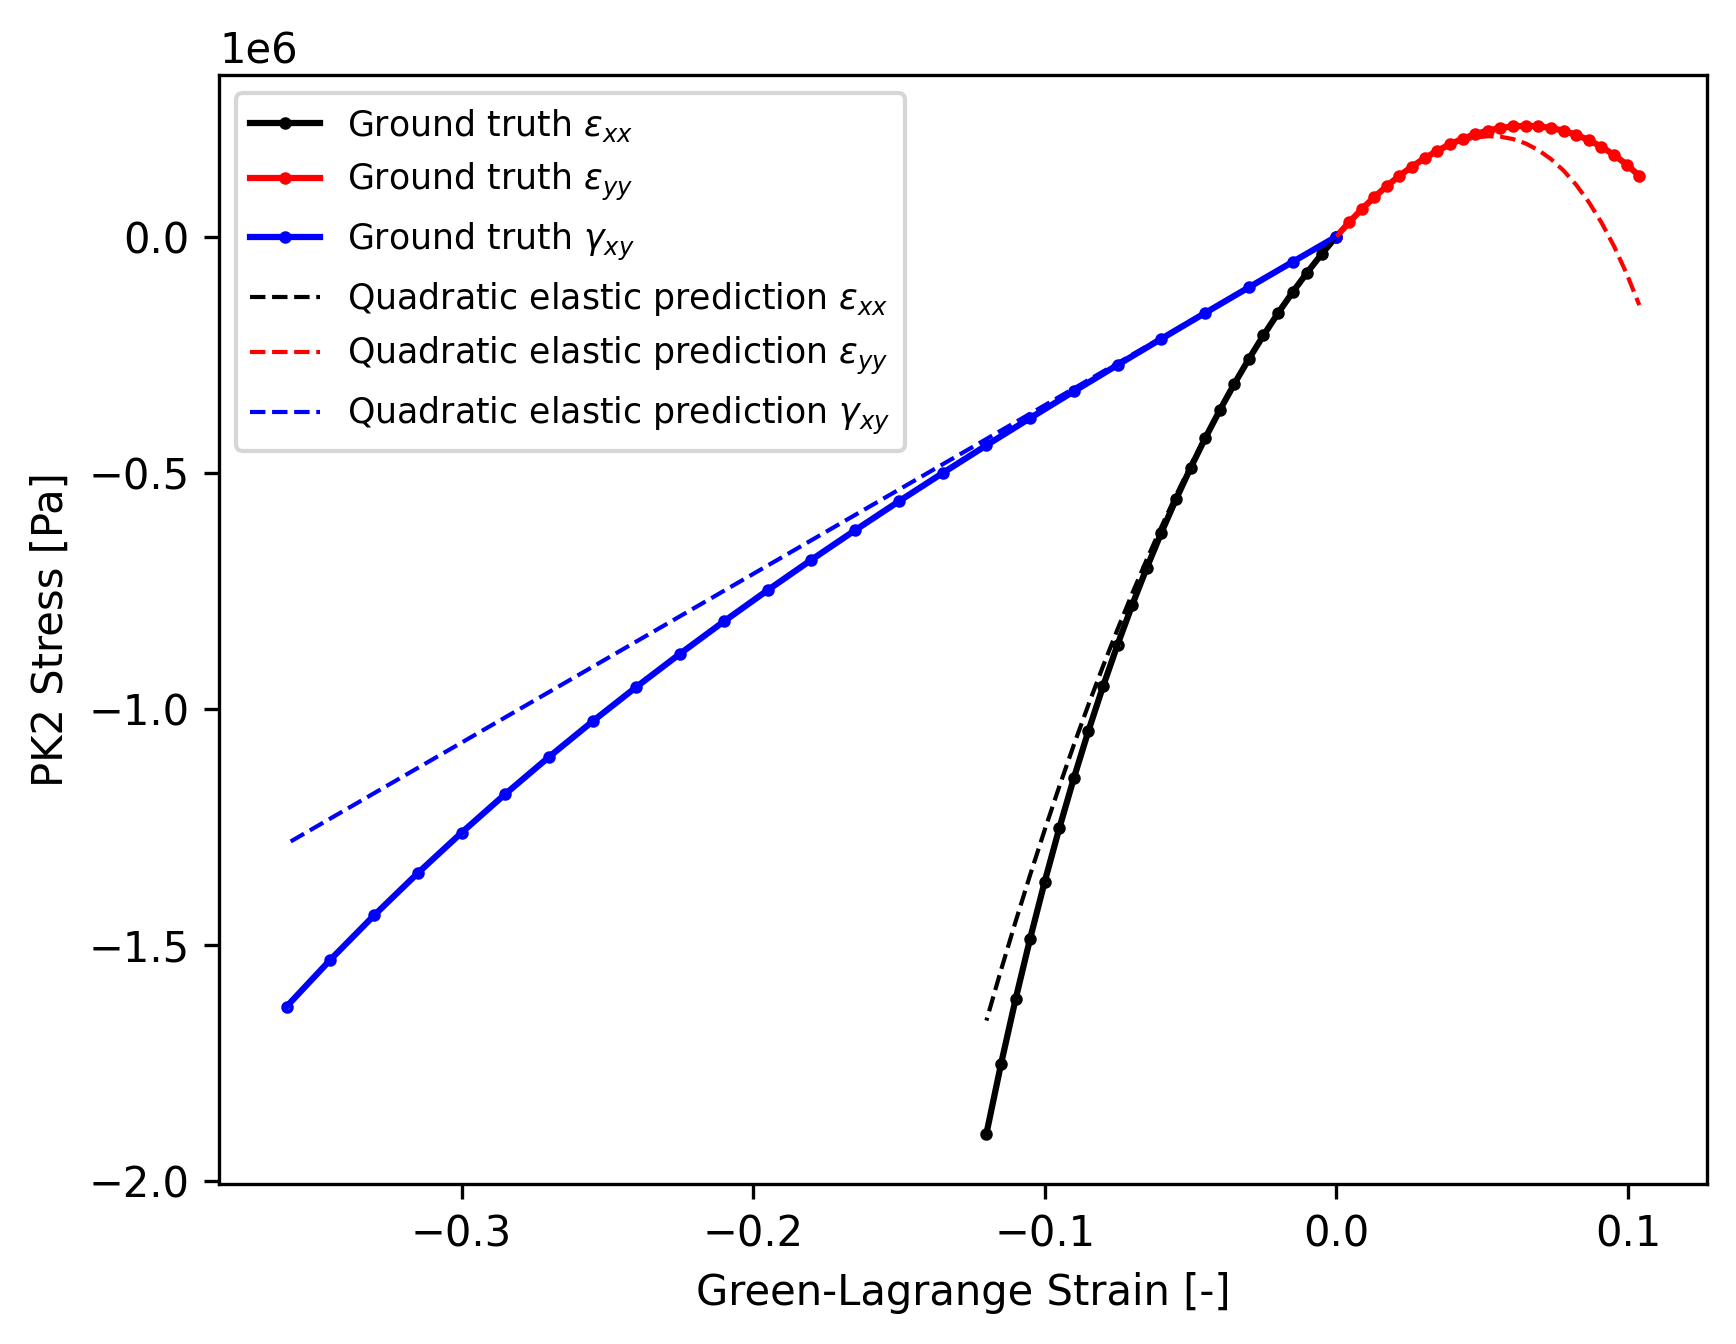 1e6
Ground truth εxx
Ground truth εyy
Ground truth γxy
Quadratic elastic prediction εxx
Quadratic elastic prediction εyy
Quadratic elastic prediction γxy
0.0
−0.5
−1.0
−1.5
−2.0
PK2 Stress [Pa]
−0.3 −0.2 −0.1 0.0 0.1
Green-Lagrange Strain [-]